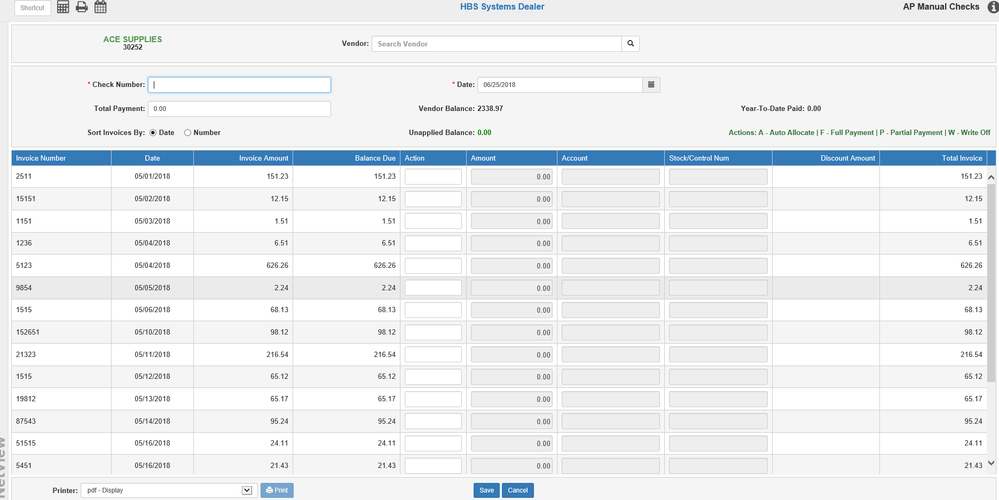 Shortcut HBS Systems Dealer AP Manual Checks
ACE SUPPLIES
30252
Vendor: Search Vendor
* Check Number: * Date: 06/25/2018
Total Payment: 0.00 Vendor Balance: 2338.97 Year-To-Date Paid: 0.00
Sort Invoices By: Date Number Unapplied Balance: 0.00 Actions: A - Auto Allocate | F - Full Payment | P - Partial Payment | W - Write Off
Invoice Number Date Invoice Amount Balance Due Action Amount Account Stock/Control Num Discount Amount Total Invoice
2511 05/01/2018 151.23 151.23 0.00 151.23
15151 05/02/2018 12.15 12.15 0.00 12.15
1151 05/03/2018 1.51 1.51 0.00 1.51
1236 05/04/2018 6.51 6.51 0.00 6.51
5123 05/04/2018 626.26 626.26 0.00 626.26
9854 05/05/2018 2.24 2.24 0.00 2.24
1515 05/06/2018 68.13 68.13 0.00 68.13
152651 05/10/2018 98.12 98.12 0.00 98.12
21323 05/11/2018 216.54 216.54 0.00 216.54
1515 05/12/2018 65.12 65.12 0.00 65.12
19812 05/13/2018 65.17 65.17 0.00 65.17
87543 05/14/2018 95.24 95.24 0.00 95.24
51515 05/16/2018 24.11 24.11 0.00 24.11
5451 05/16/2018 21.43 21.43 0.00 21.43
Printer: pdf - Display Print Save Cancel
NetView